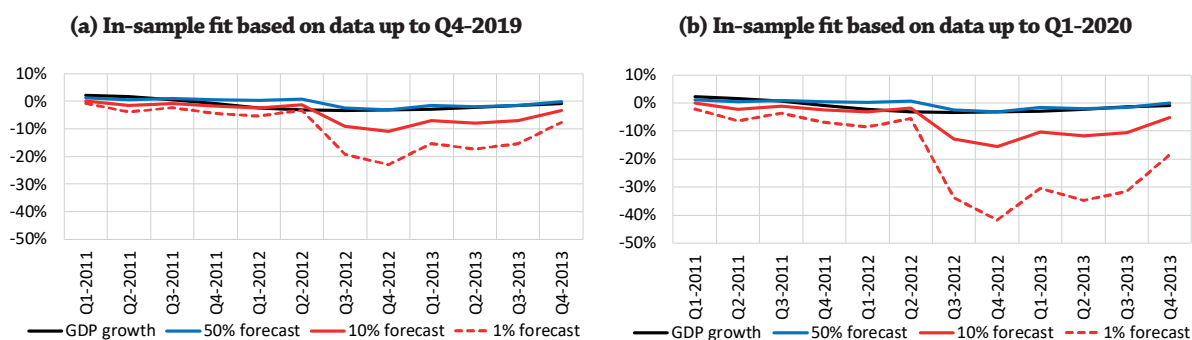 (a) In-sample fit based on data up to Q4-2019
10%
0%
-10%
-20%
-30%
-40%
-50%
Q1-2011
Q2-2011
Q3-2011
Q4-2011
Q1-2012
Q2-2012
Q3-2012
Q4-2012
Q1-2013
Q2-2013
Q3-2013
Q4-2013
GDP growth 50% forecast 10% forecast 1% forecast
(b) In-sample fit based on data up to Q1-2020
10%
0%
-10%
-20%
-30%
-40%
-50%
Q1-2011
Q2-2011
Q3-2011
Q4-2011
Q1-2012
Q2-2012
Q3-2012
Q4-2012
Q1-2013
Q2-2013
Q3-2013
Q4-2013
GDP growth 50% forecast 10% forecast 1% forecast